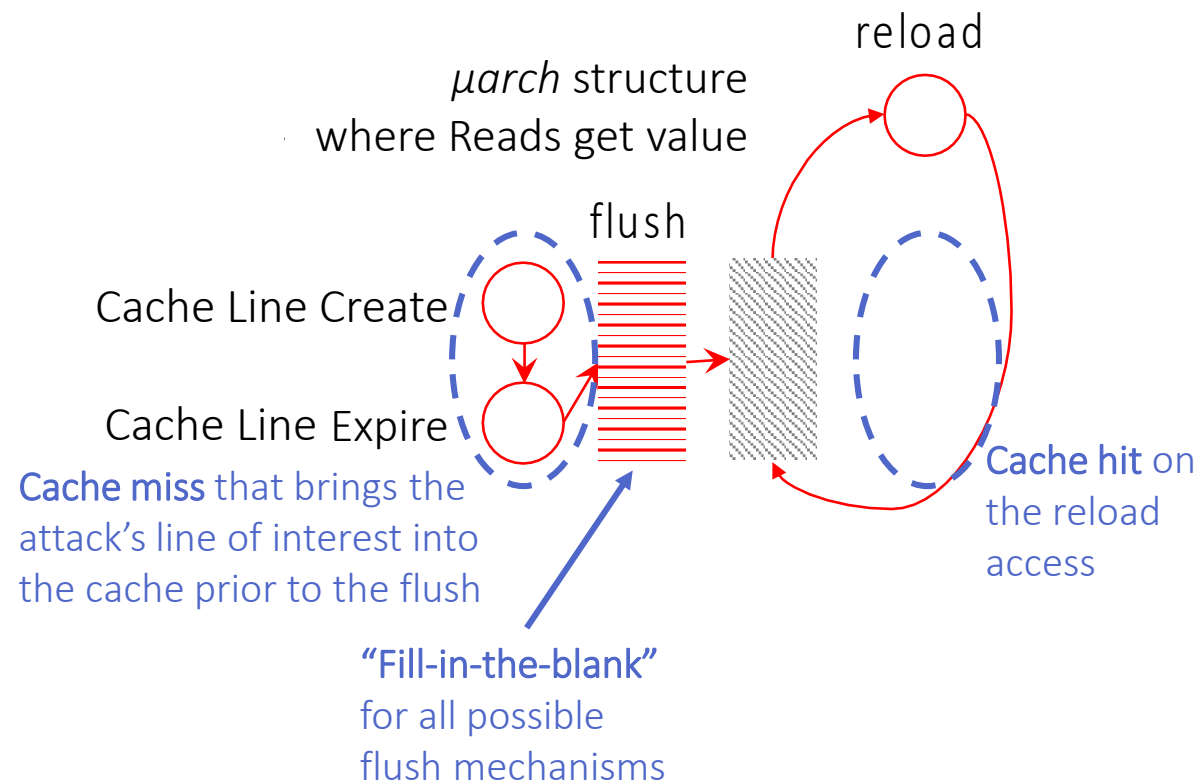 reload
µarch structure
where Reads get value
flush
Cache Line Create
Cache Line Expire
Cache miss that brings the
attack’s line of interest into
the cache prior to the flush
Cache hit on
the reload
access
“Fill-in-the-blank”
for all possible
flush mechanisms